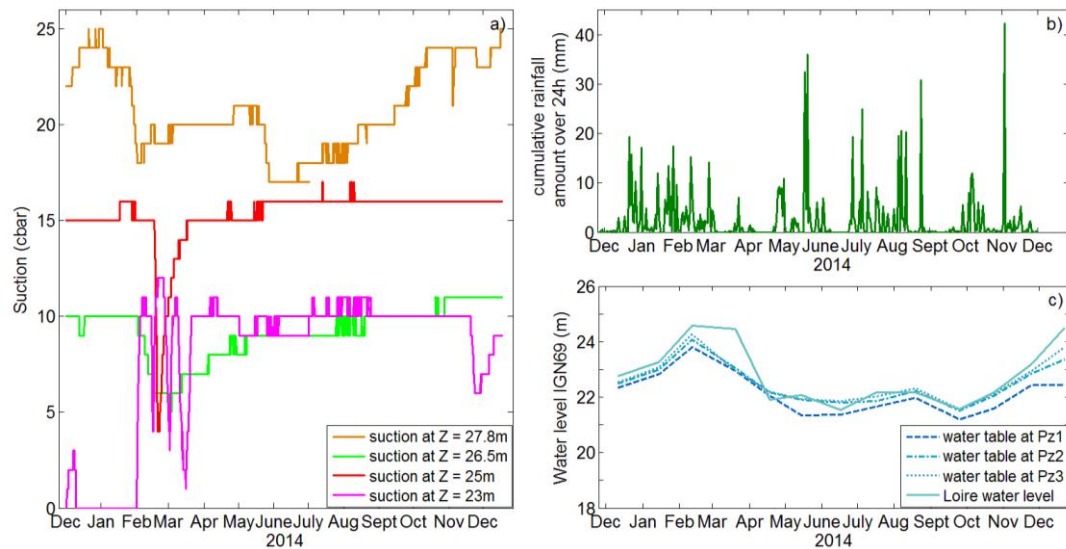 a)
25
20
15
10
5
0
Suction (cbar)
suction at Z = 27.8m
suction at Z = 26.5m
suction at Z = 25m
suction at Z = 23m
Dec Jan Feb Mar Apr May June July Aug Sept Oct Nov Dec
2014
b)
40
30
20
10
0
cumulative rainfall
amount over 24h (mm)
Dec Jan Feb Mar Apr May June July Aug Sept Oct Nov Dec
2014
c)
26
24
22
20
18
Water level IGN69 (m)
water table at Pz1
water table at Pz2
water table at Pz3
Loire water level
Dec Jan Feb Mar Apr May June July Aug Sept Oct Nov Dec
2014